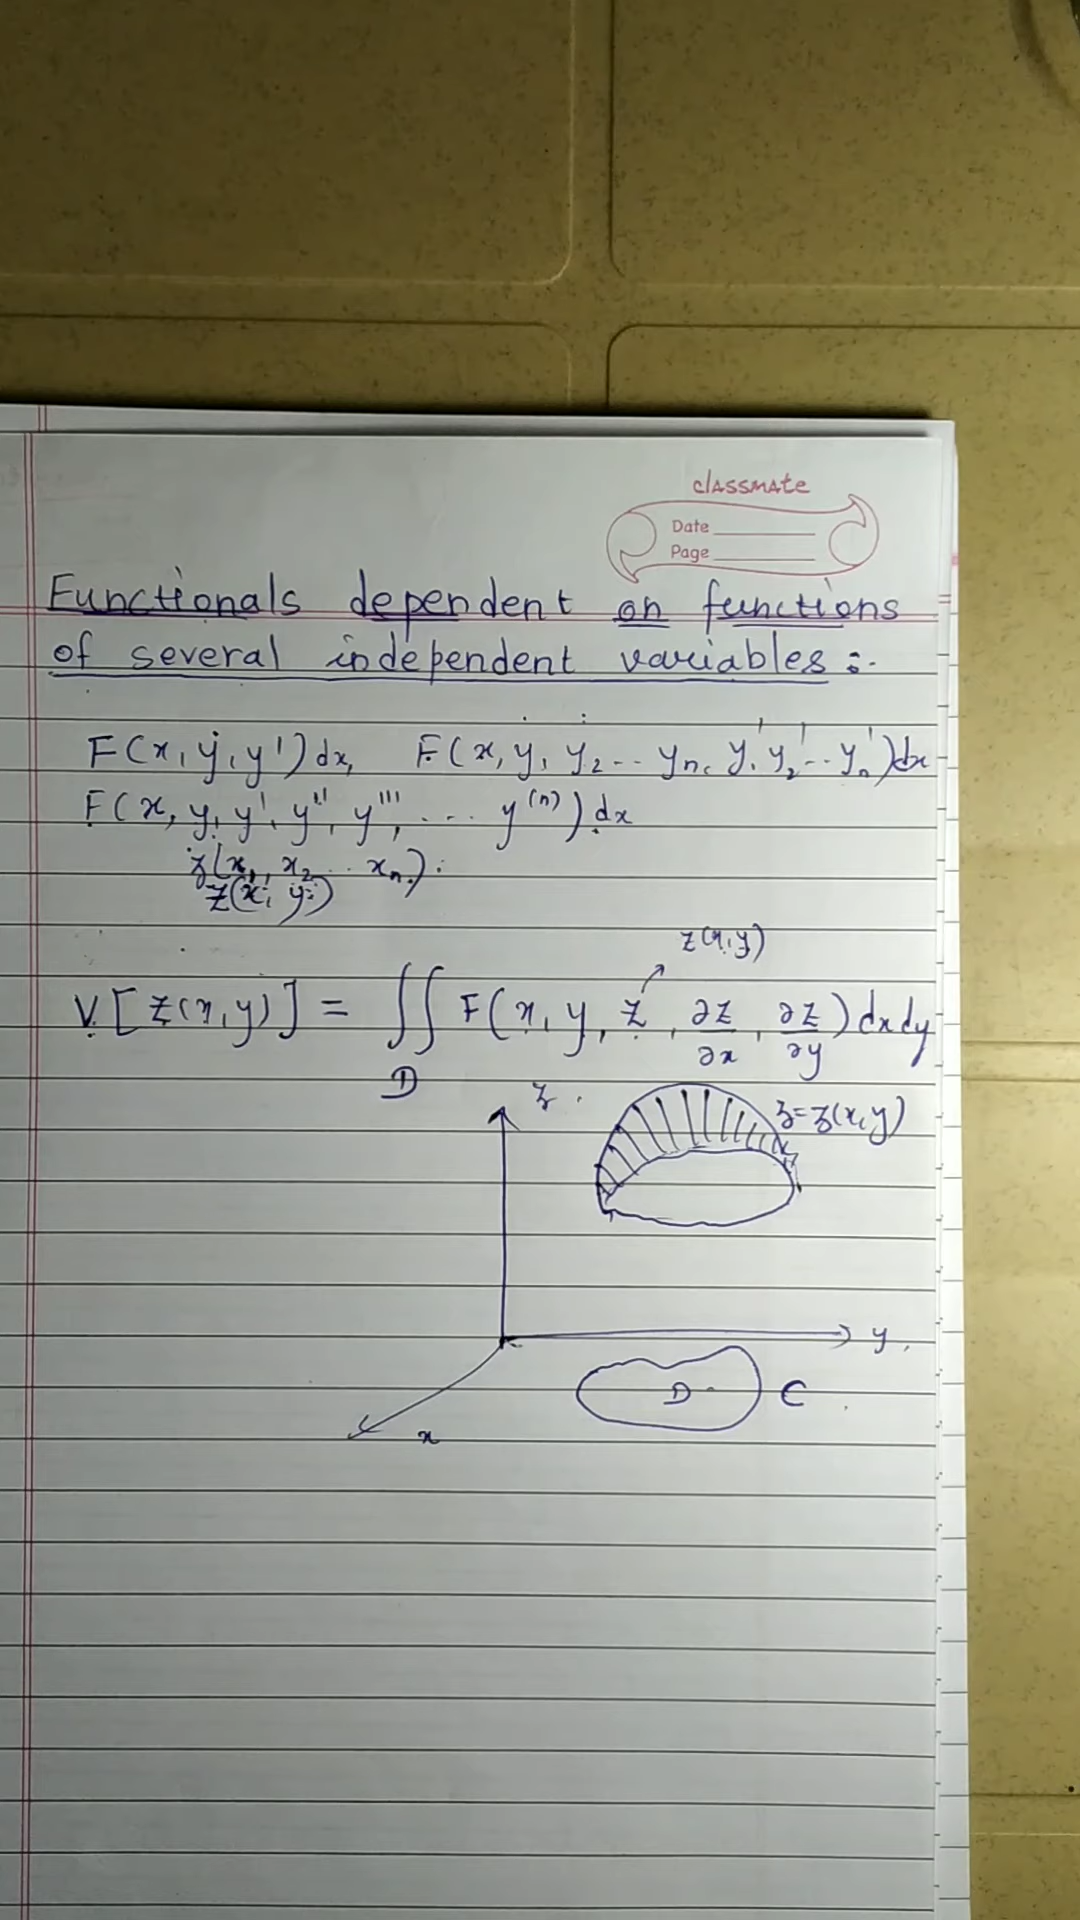 classmate
Date
Page
Functionals dependent on functions
of several independent variables :-
F(x, y, y') dx, F(x, y, y₂ -- yₙ, y₁' y₂' -- yₙ') dx
F(x, y, y', y'', y''', .... y⁽ⁿ⁾) dx
z(x₁, x₂ .. xₙ).
z(x, y)
z(x, y)
V[z(x, y)] = ∬ F(x, y, z, ∂z/∂x, ∂z/∂y) dx dy
D
z
z = z(x, y)
y
D C
x